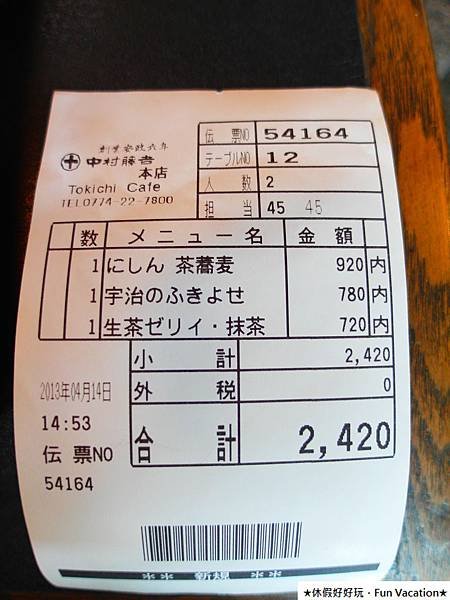 創業安政六年
中村藤吉
本店
Tokichi Cafe
TEL0774-22-7800
伝票NO 54164
テーブルNO 12
人数 2
担当 45 45
数 メニュー名 金額
1 にしん 茶蕎麦 920 内
1 宇治のふきよせ 780 内
1 生茶ゼリイ・抹茶 720 内
小計 2,420
外税 0
合計 2,420
2013年04月14日
14:53
伝票NO
54164
** 新規 **
★休假好好玩・Fun Vacation★